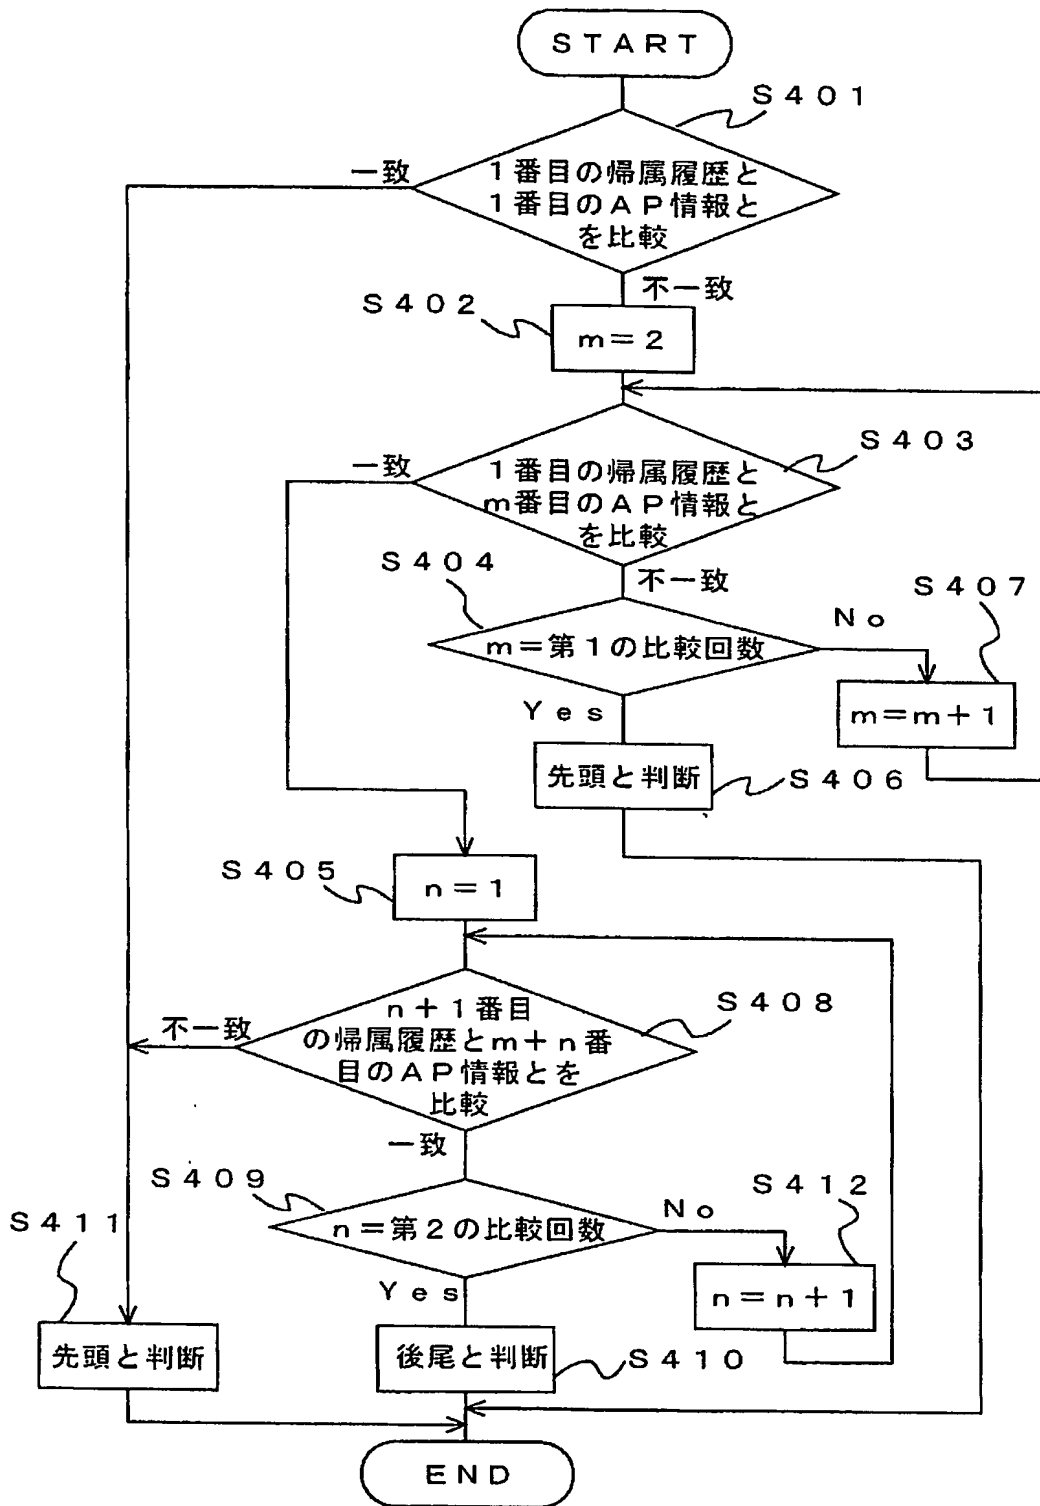 START
S401
一致
1番目の帰属履歴と
1番目のAP情報と
を比較
不一致
S402
m=2
S403
一致
1番目の帰属履歴と
m番目のAP情報と
を比較
S404
不一致
S407
No
m=第1の比較回数
Yes
m=m+1
先頭と判断
S406
S405
n=1
S408
n+1番目
の帰属履歴とm+n番
目のAP情報とを
比較
不一致
一致
S409
S412
No
n=第2の比較回数
S411
Yes
n=n+1
先頭と判断
後尾と判断
S410
END